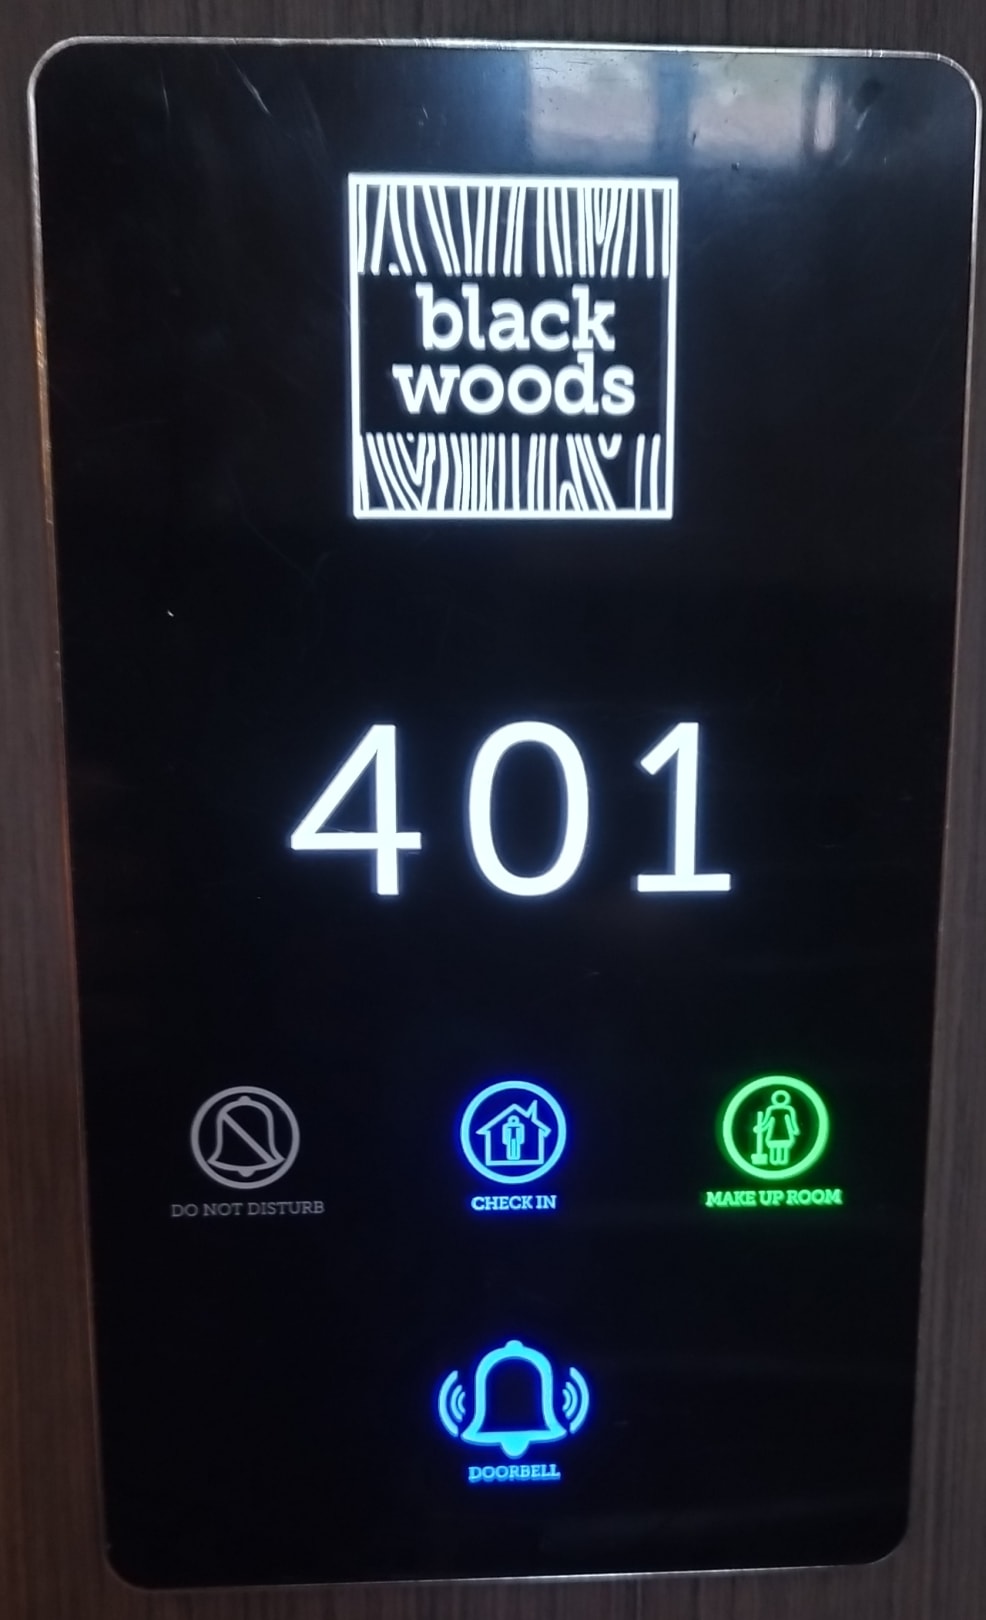 black
woods
401
DO NOT DISTURB
CHECK IN
MAKE UP ROOM
DOORBELL